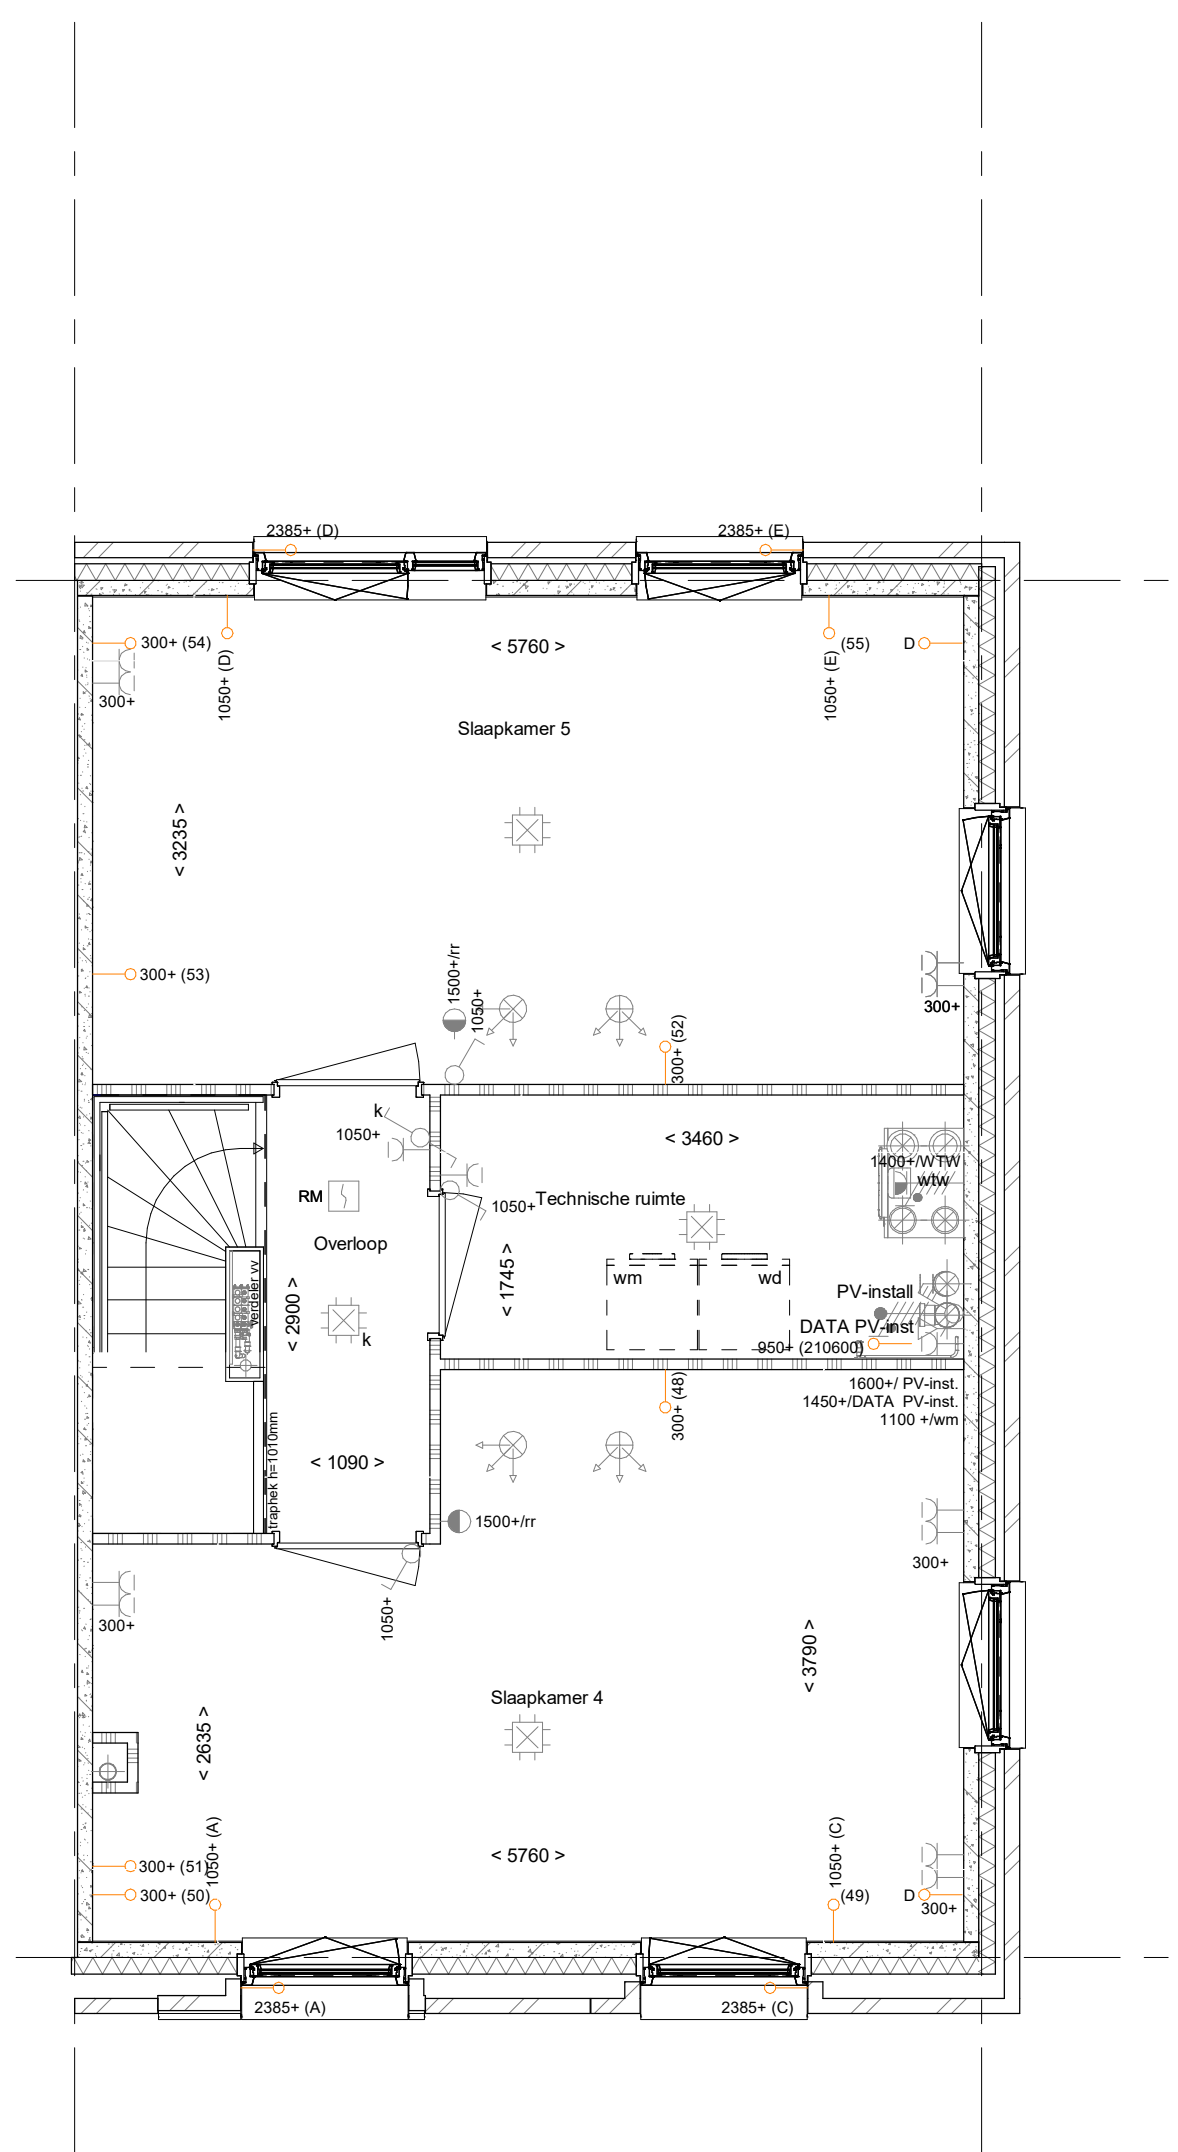 2385+ (D)
2385+ (E)
300+ (54)
300+
1050+ (D)
< 5760 >
1050+ (E)
(55)
D
Slaapkamer 5
< 3235 >
300+ (53)
1500+/rr
1050+
300+ (52)
300+
k
1050+
< 3460 >
1400+/WTW
wtw
RM
1050+
Technische ruimte
Overloop
verdeler vv
< 2900 >
k
< 1745 >
wm
wd
PV-install
DATA PV-inst
950+ (210600)
1600+/ PV-inst.
1450+/DATA PV-inst.
1100 +/wm
300+ (48)
traphek h=1010mm
< 1090 >
1500+/rr
300+
300+
1050+
< 3790 >
Slaapkamer 4
< 2635 >
1050+ (A)
1050+ (C)
< 5760 >
300+ (51)
300+ (50)
(49)
D
300+
2385+ (A)
2385+ (C)